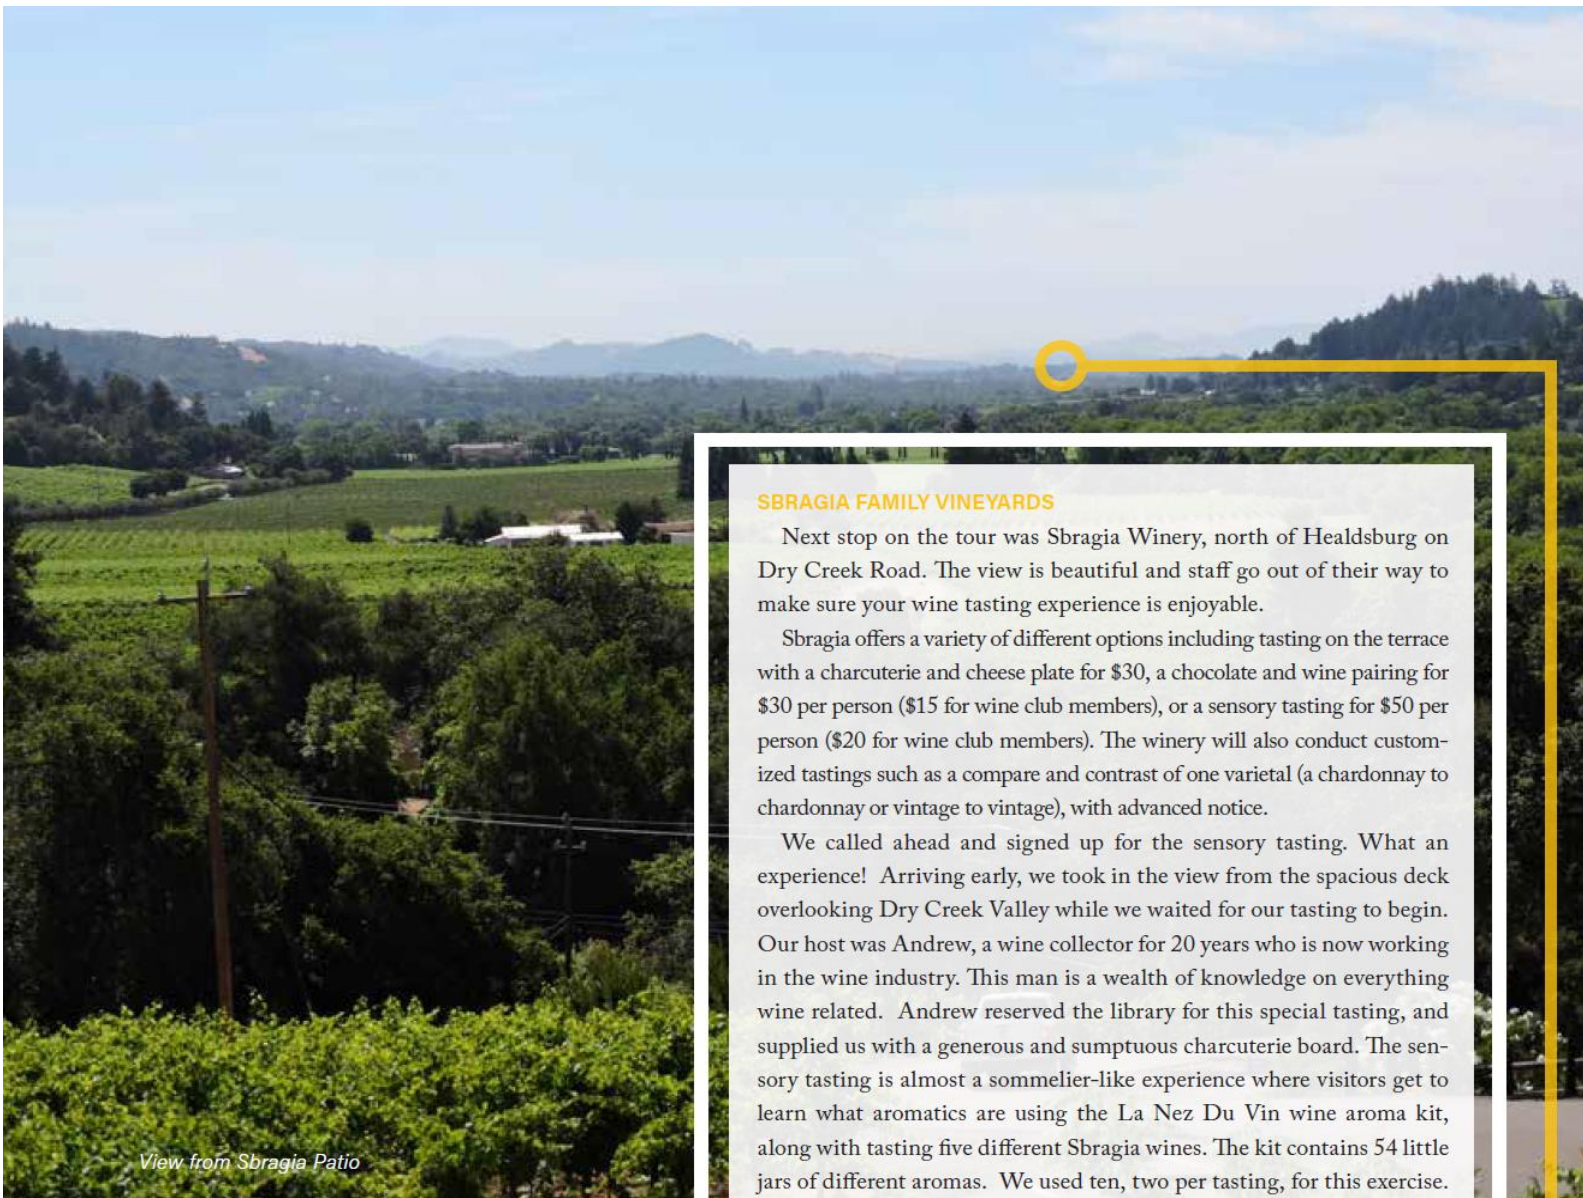 SBRAGIA FAMILY VINEYARDS
Next stop on the tour was Sbragia Winery, north of Healdsburg on
Dry Creek Road. The view is beautiful and staff go out of their way to
make sure your wine tasting experience is enjoyable.
Sbragia offers a variety of different options including tasting on the terrace
with a charcuterie and cheese plate for $30, a chocolate and wine pairing for
$30 per person ($15 for wine club members), or a sensory tasting for $50 per
person ($20 for wine club members). The winery will also conduct custom-
ized tastings such as a compare and contrast of one varietal (a chardonnay to
chardonnay or vintage to vintage), with advanced notice.
We called ahead and signed up for the sensory tasting. What an
experience! Arriving early, we took in the view from the spacious deck
overlooking Dry Creek Valley while we waited for our tasting to begin.
Our host was Andrew, a wine collector for 20 years who is now working
in the wine industry. This man is a wealth of knowledge on everything
wine related. Andrew reserved the library for this special tasting, and
supplied us with a generous and sumptuous charcuterie board. The sen-
sory tasting is almost a sommelier-like experience where visitors get to
learn what aromatics are using the La Nez Du Vin wine aroma kit,
along with tasting five different Sbragia wines. The kit contains 54 little
jars of different aromas. We used ten, two per tasting, for this exercise.
View from Sbragia Patio